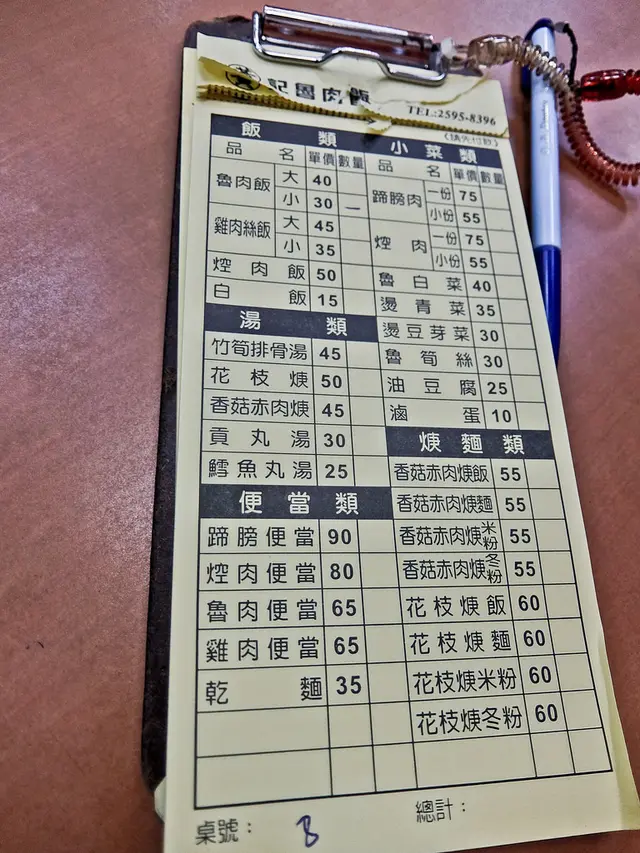 記魯肉飯
TEL:2595-8396
(請先付款)
飯類
品名 單價 數量
魯肉飯 大 40
小 30 一
雞肉絲飯 大 45
小 35
焢肉飯 50
白飯 15
湯類
竹筍排骨湯 45
花枝焿 50
香菇赤肉焿 45
貢丸湯 30
鱈魚丸湯 25
便當類
蹄膀便當 90
焢肉便當 80
魯肉便當 65
雞肉便當 65
乾麵 35
小菜類
品名 單價 數量
蹄膀肉 一份 75
小份 55
焢肉 一份 75
小份 55
魯白菜 40
燙青菜 35
燙豆芽菜 30
魯筍絲 30
油豆腐 25
滷蛋 10
焿麵類
香菇赤肉焿飯 55
香菇赤肉焿麵 55
香菇赤肉焿米粉 55
香菇赤肉焿冬粉 55
花枝焿飯 60
花枝焿麵 60
花枝焿米粉 60
花枝焿冬粉 60
桌號： 8
總計：